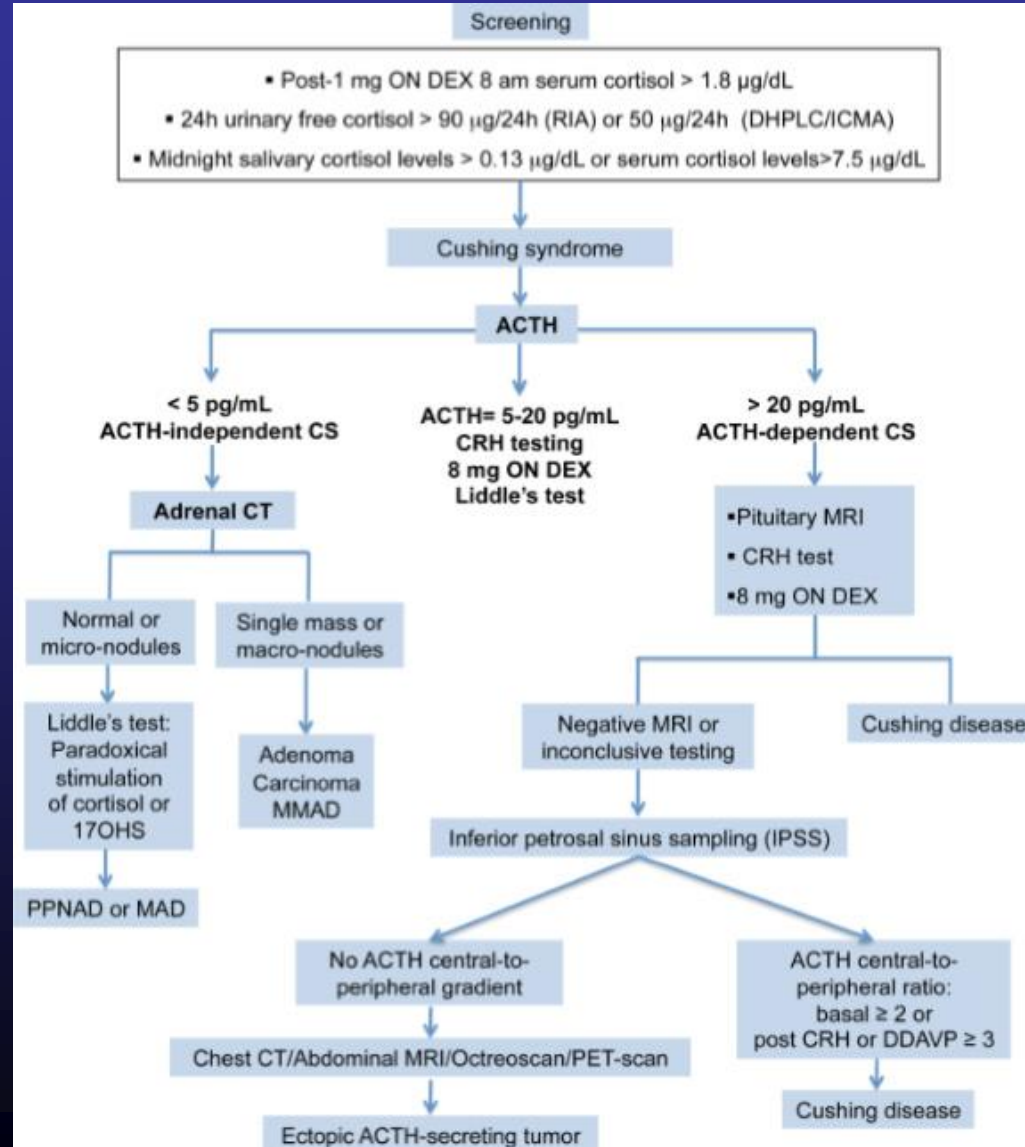 Screening
▪ Post-1 mg ON DEX 8 am serum cortisol > 1.8 µg/dL
▪ 24h urinary free cortisol > 90 µg/24h (RIA) or 50 µg/24h (DHPLC/ICMA)
▪ Midnight salivary cortisol levels > 0.13 µg/dL or serum cortisol levels>7.5 µg/dL
Cushing syndrome
ACTH
< 5 pg/mL
ACTH-independent CS
ACTH= 5-20 pg/mL
CRH testing
8 mg ON DEX
Liddle's test
> 20 pg/mL
ACTH-dependent CS
Adrenal CT
▪Pituitary MRI
▪ CRH test
▪8 mg ON DEX
Normal or
micro-nodules
Single mass or
macro-nodules
Liddle's test:
Paradoxical
stimulation
of cortisol or
17OHS
Adenoma
Carcinoma
MMAD
Negative MRI or
inconclusive testing
Cushing disease
Inferior petrosal sinus sampling (IPSS)
PPNAD or MAD
No ACTH central-to-
peripheral gradient
ACTH central-to-
peripheral ratio:
basal ≥ 2 or
post CRH or DDAVP ≥ 3
Chest CT/Abdominal MRI/Octreoscan/PET-scan
Cushing disease
Ectopic ACTH-secreting tumor